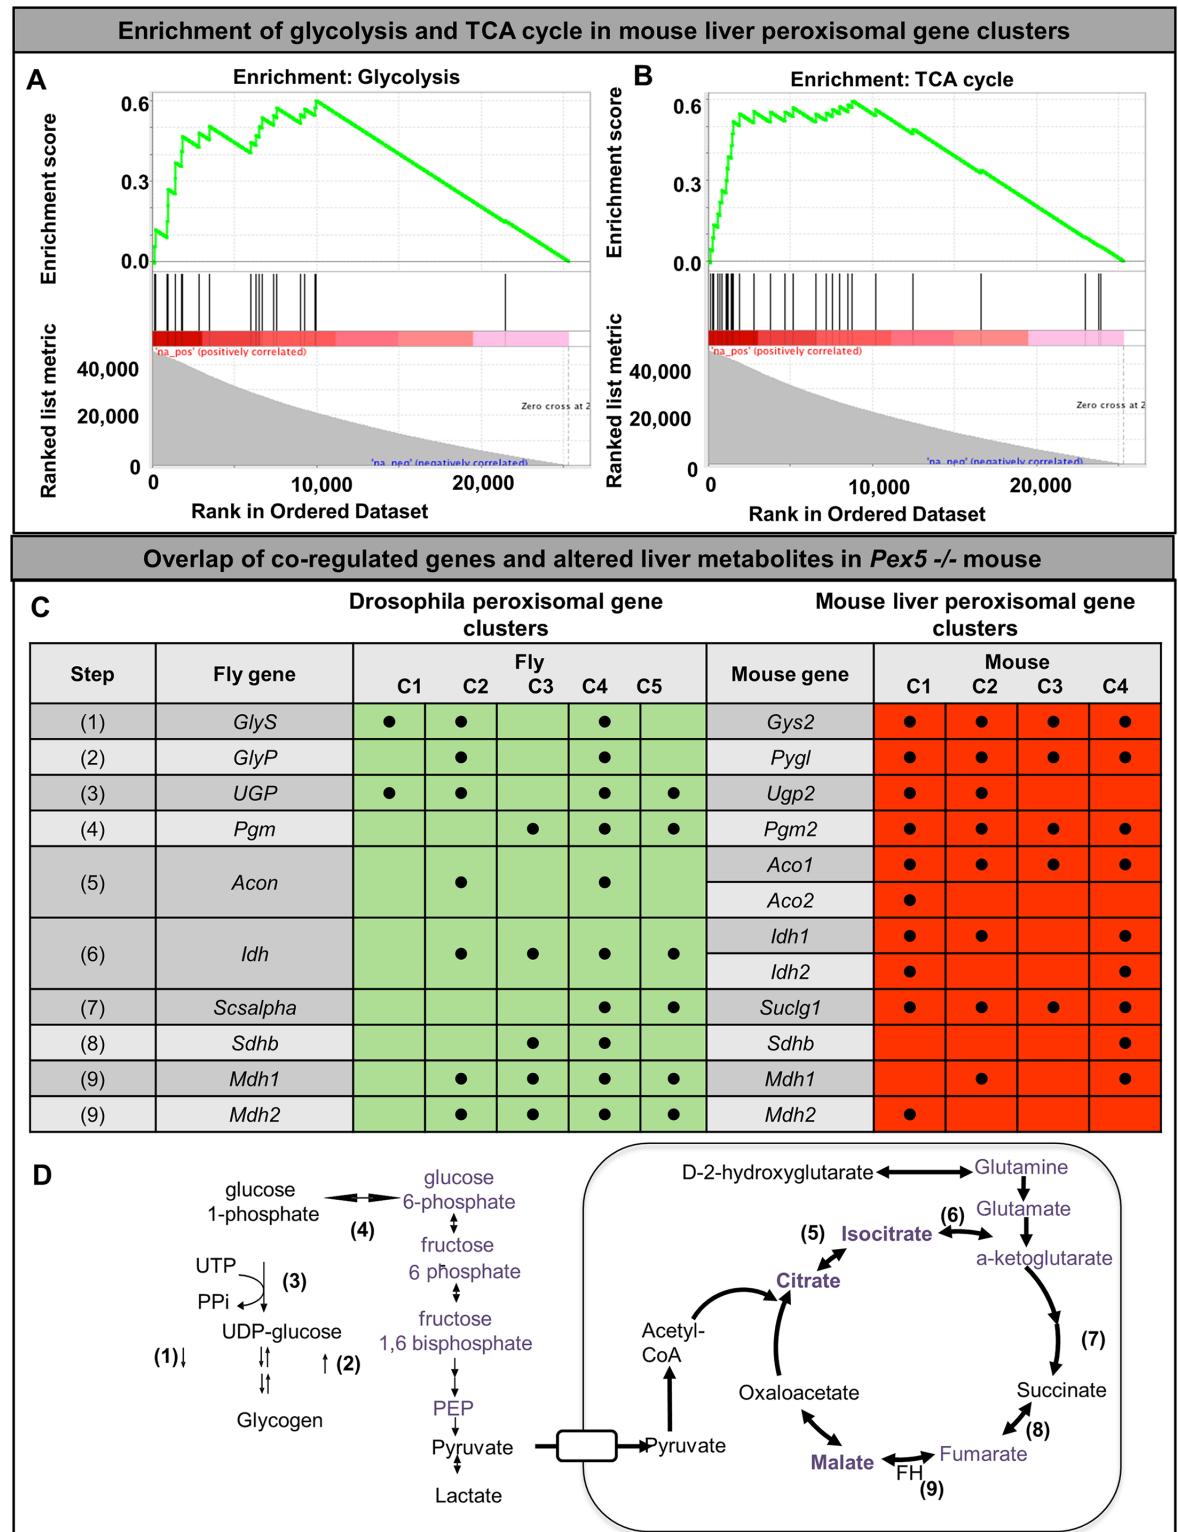 Enrichment of glycolysis and TCA cycle in mouse liver peroxisomal gene clusters
A
Enrichment: Glycolysis
Enrichment score
0.6
0.3
0.0
'na_pos' (positively correlated)
Ranked list metric
40,000
20,000
0
Zero cross at 2
'na_neg' (negatively correlated)
0
10,000
20,000
Rank in Ordered Dataset
B
Enrichment: TCA cycle
Enrichment score
0.6
0.3
0.0
'na_pos' (positively correlated)
Ranked list metric
40,000
20,000
0
Zero cross at 2
'na_neg' (negatively correlated)
0
10,000
20,000
Rank in Ordered Dataset
Overlap of co-regulated genes and altered liver metabolites in Pex5 -/- mouse
C
Drosophila peroxisomal gene
clusters
Mouse liver peroxisomal gene
clusters
Step Fly gene Fly Mouse gene Mouse
C1 C2 C3 C4 C5 C1 C2 C3 C4
(1) GlyS ● ● ● Gys2 ● ● ● ●
(2) GlyP ● ● Pygl ● ● ● ●
(3) UGP ● ● ● ● Ugp2 ● ●
(4) Pgm ● ● ● Pgm2 ● ● ● ●
(5) Acon ● ● Aco1 ● ● ● ●
Aco2 ●
(6) Idh ● ● ● ● Idh1 ● ● ●
Idh2 ● ●
(7) Scsalpha ● ● Suclg1 ● ● ● ●
(8) Sdhb ● ● Sdhb ●
(9) Mdh1 ● ● ● ● Mdh1 ● ●
(9) Mdh2 ● ● ● ● Mdh2 ●
D
glucose
1-phosphate
(4)
glucose
6-phosphate
fructose
6 phosphate
fructose
1,6 bisphosphate
PEP
Pyruvate
Lactate
UTP
PPi
(3)
UDP-glucose
(1)
(2)
Glycogen
D-2-hydroxyglutarate
Glutamine
Glutamate
a-ketoglutarate
(6)
Isocitrate
(5)
Citrate
Acetyl-
CoA
Pyruvate
Oxaloacetate
Malate
FH
(9)
Fumarate
(8)
Succinate
(7)